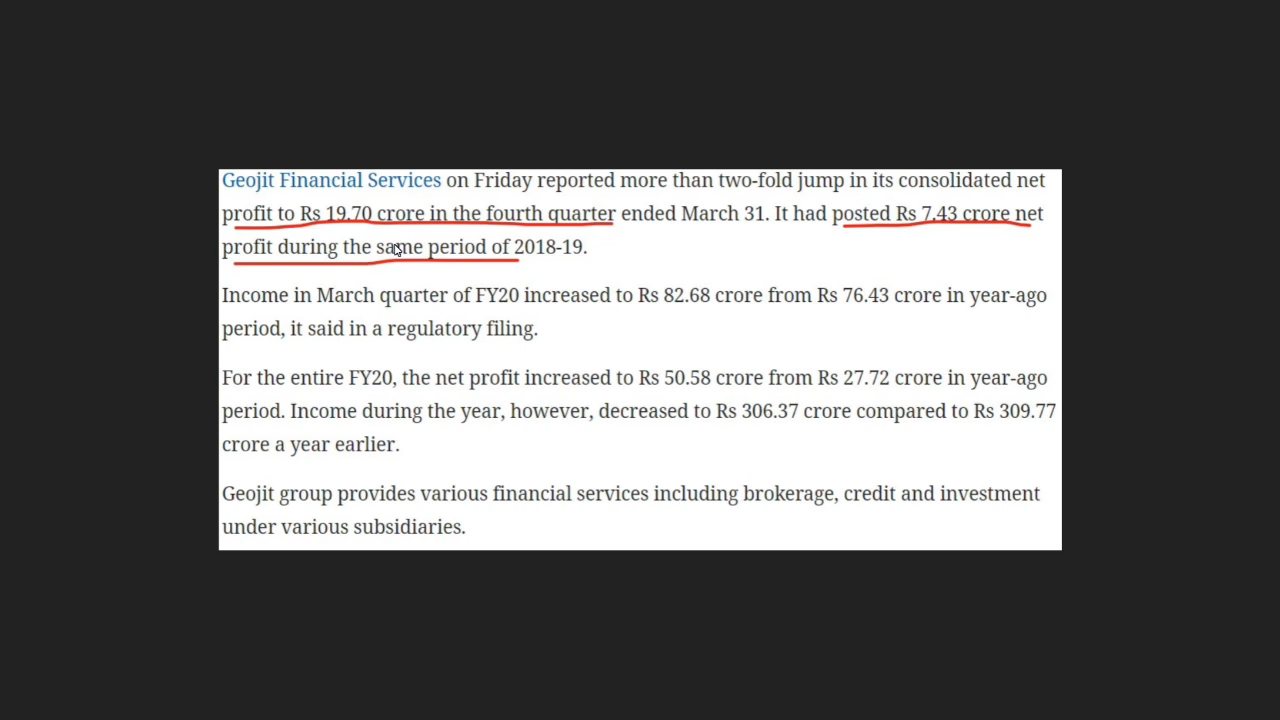 Geojit Financial Services on Friday reported more than two-fold jump in its consolidated net
profit to Rs 19.70 crore in the fourth quarter ended March 31. It had posted Rs 7.43 crore net
profit during the same period of 2018-19.
Income in March quarter of FY20 increased to Rs 82.68 crore from Rs 76.43 crore in year-ago
period, it said in a regulatory filing.
For the entire FY20, the net profit increased to Rs 50.58 crore from Rs 27.72 crore in year-ago
period. Income during the year, however, decreased to Rs 306.37 crore compared to Rs 309.77
crore a year earlier.
Geojit group provides various financial services including brokerage, credit and investment
under various subsidiaries.